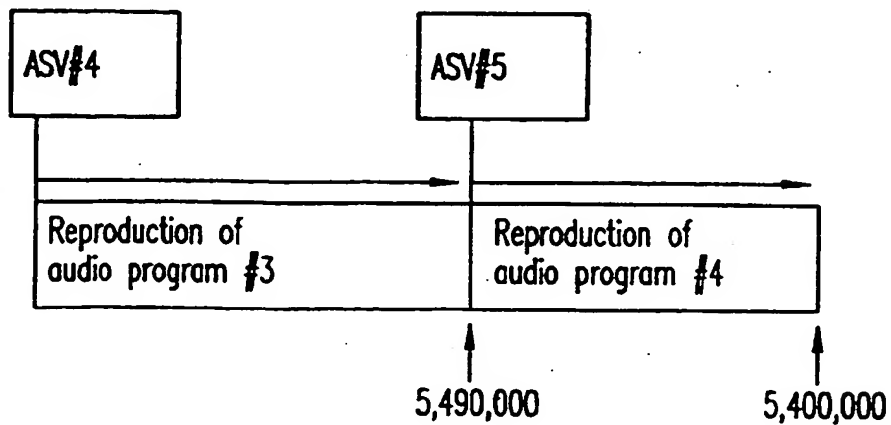 ASV#4
ASV#5
Reproduction of
audio program #3
Reproduction of
audio program #4
5,490,000
5,400,000